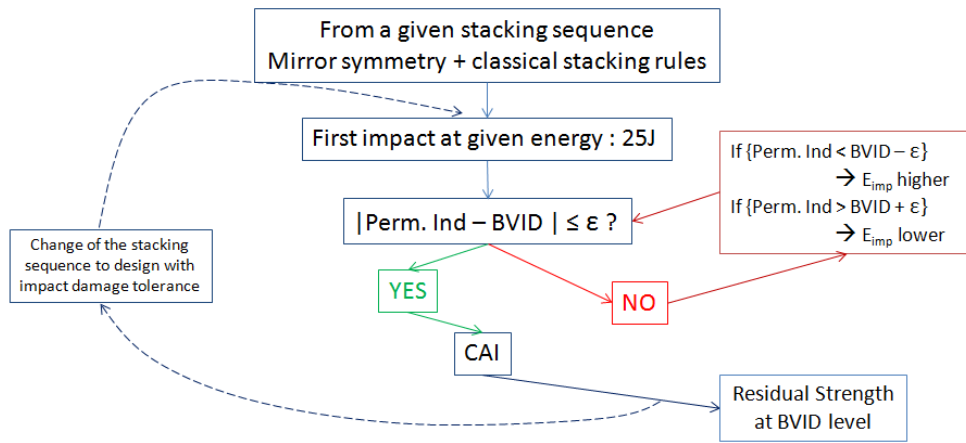 From a given stacking sequence
Mirror symmetry + classical stacking rules
First impact at given energy : 25J
If {Perm. Ind < BVID – ε}
→ Eimp higher
If {Perm. Ind > BVID + ε}
→ Eimp lower
|Perm. Ind – BVID | ≤ ε ?
Change of the stacking
sequence to design with
impact damage tolerance
YES
NO
CAI
Residual Strength
at BVID level